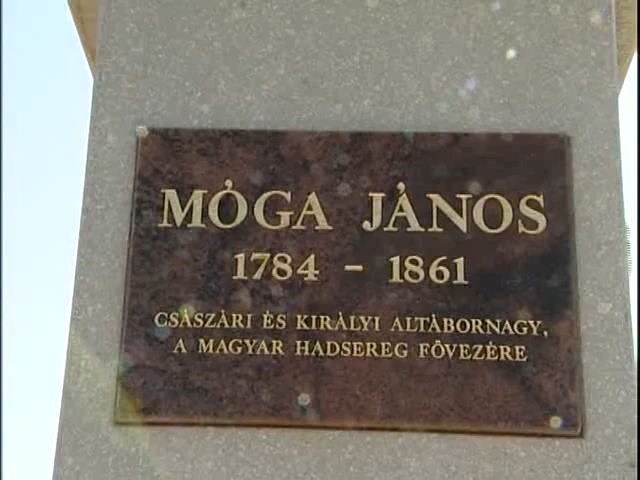 MÓGA JÁNOS
1784 - 1861
CSÁSZÁRI ÉS KIRÁLYI ALTÁBORNAGY,
A MAGYAR HADSEREG FŐVEZÉRE